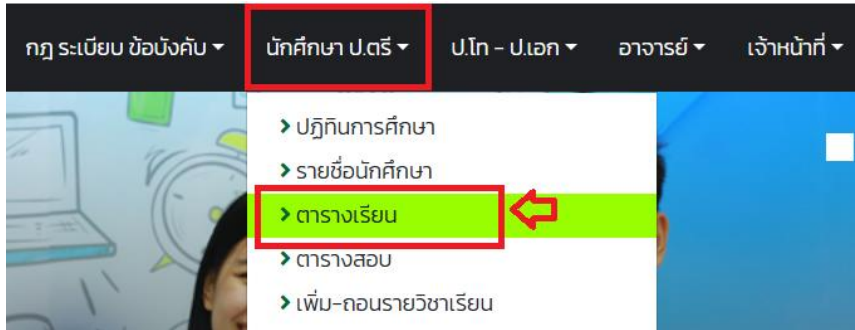 กฎ ระเบียบ ข้อบังคับ นักศึกษา ป.ตรี ป.โท - ป.เอก อาจารย์ เจ้าหน้าที่
ปฏิทินการศึกษา
รายชื่อนักศึกษา
ตารางเรียน
ตารางสอบ
เพิ่ม-ถอนรายวิชาเรียน